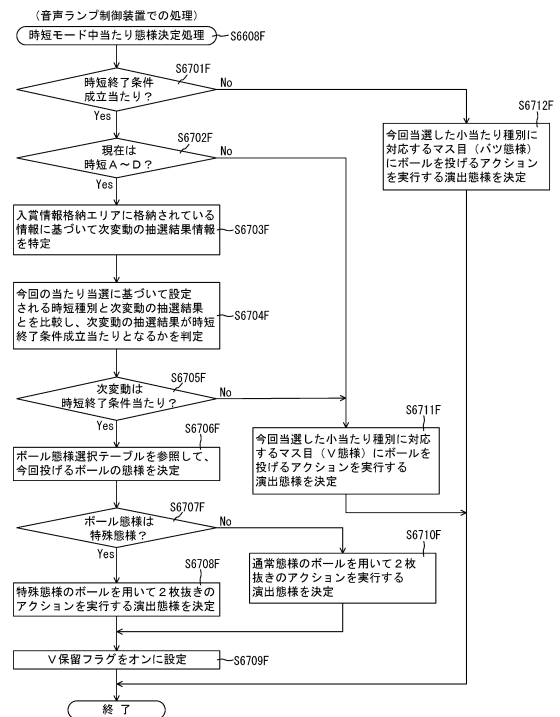 （音声ランプ制御装置での処理）
時短モード中当たり態様決定処理
S6608F
S6701F
時短終了条件
成立当たり？
No
Yes
S6712F
今回当選した小当たり種別に
対応するマス目（バツ態様）
にボールを投げるアクション
を実行する演出態様を決定
S6702F
現在は
時短Ａ～Ｄ？
No
Yes
入賞情報格納エリアに格納されている
情報に基づいて次変動の抽選結果情報
を特定
S6703F
今回の当たり当選に基づいて設定
される時短種別と次変動の抽選結果
とを比較し、次変動の抽選結果が時短
終了条件成立当たりとなるかを判定
S6704F
S6705F
次変動は
時短終了条件当たり？
No
Yes
S6711F
今回当選した小当たり種別に対応
するマス目（Ｖ態様）にボールを
投げるアクションを実行する
演出態様を決定
S6706F
ボール態様選択テーブルを参照して、
今回投げるボールの態様を決定
S6707F
ボール態様は
特殊態様？
No
Yes
S6710F
通常態様のボールを用いて２枚
抜きのアクションを実行する
演出態様を決定
S6708F
特殊態様のボールを用いて２枚抜きの
アクションを実行する演出態様を決定
Ｖ保留フラグをオンに設定
S6709F
終 了